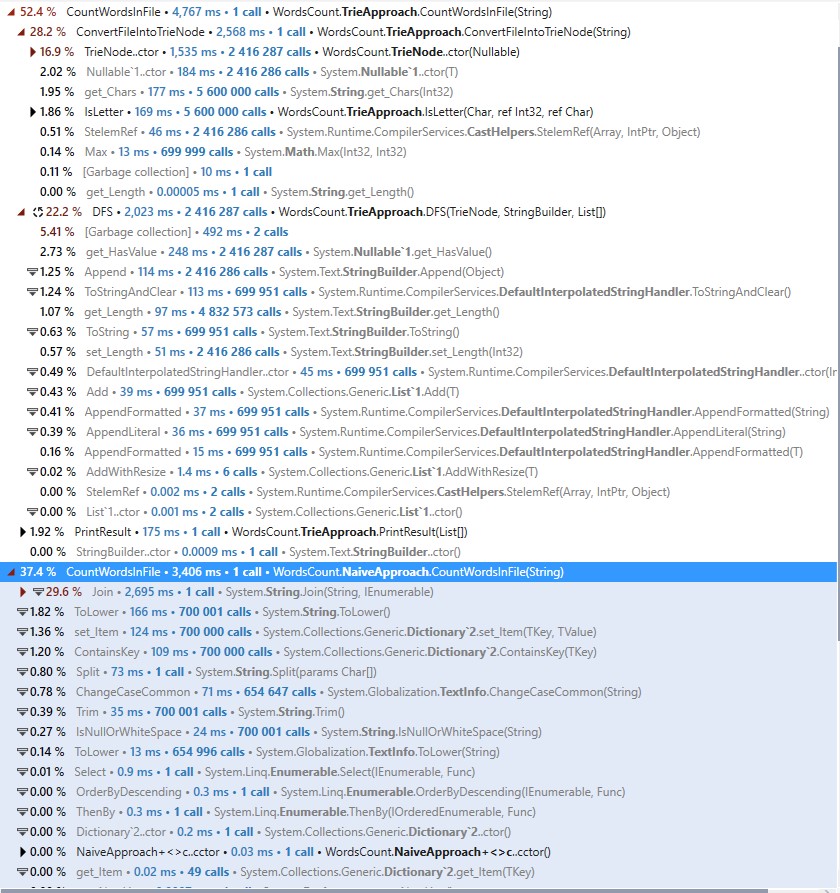 52.4 % CountWordsInFile • 4,767 ms • 1 call • WordsCount.TrieApproach.CountWordsInFile(String)
28.2 % ConvertFileIntoTrieNode • 2,568 ms • 1 call • WordsCount.TrieApproach.ConvertFileIntoTrieNode(String)
16.9 % TrieNode..ctor • 1,535 ms • 2 416 287 calls • WordsCount.TrieNode..ctor(Nullable)
2.02 % Nullable`1..ctor • 184 ms • 2 416 286 calls • System.Nullable`1..ctor(T)
1.95 % get_Chars • 177 ms • 5 600 000 calls • System.String.get_Chars(Int32)
1.86 % IsLetter • 169 ms • 5 600 000 calls • WordsCount.TrieApproach.IsLetter(Char, ref Int32, ref Char)
0.51 % StelemRef • 46 ms • 2 416 286 calls • System.Runtime.CompilerServices.CastHelpers.StelemRef(Array, IntPtr, Object)
0.14 % Max • 13 ms • 699 999 calls • System.Math.Max(Int32, Int32)
0.11 % [Garbage collection] • 10 ms • 1 call
0.00 % get_Length • 0.00005 ms • 1 call • System.String.get_Length()
22.2 % DFS • 2,023 ms • 2 416 287 calls • WordsCount.TrieApproach.DFS(TrieNode, StringBuilder, List[])
5.41 % [Garbage collection] • 492 ms • 2 calls
2.73 % get_HasValue • 248 ms • 2 416 287 calls • System.Nullable`1.get_HasValue()
1.25 % Append • 114 ms • 2 416 286 calls • System.Text.StringBuilder.Append(Object)
1.24 % ToStringAndClear • 113 ms • 699 951 calls • System.Runtime.CompilerServices.DefaultInterpolatedStringHandler.ToStringAndClear()
1.07 % get_Length • 97 ms • 4 832 573 calls • System.Text.StringBuilder.get_Length()
0.63 % ToString • 57 ms • 699 951 calls • System.Text.StringBuilder.ToString()
0.57 % set_Length • 51 ms • 2 416 286 calls • System.Text.StringBuilder.set_Length(Int32)
0.49 % DefaultInterpolatedStringHandler..ctor • 45 ms • 699 951 calls • System.Runtime.CompilerServices.DefaultInterpolatedStringHandler..ctor(Ir
0.43 % Add • 39 ms • 699 951 calls • System.Collections.Generic.List`1.Add(T)
0.41 % AppendFormatted • 37 ms • 699 951 calls • System.Runtime.CompilerServices.DefaultInterpolatedStringHandler.AppendFormatted(String)
0.39 % AppendLiteral • 36 ms • 699 951 calls • System.Runtime.CompilerServices.DefaultInterpolatedStringHandler.AppendLiteral(String)
0.16 % AppendFormatted • 15 ms • 699 951 calls • System.Runtime.CompilerServices.DefaultInterpolatedStringHandler.AppendFormatted(T)
0.02 % AddWithResize • 1.4 ms • 6 calls • System.Collections.Generic.List`1.AddWithResize(T)
0.00 % StelemRef • 0.002 ms • 2 calls • System.Runtime.CompilerServices.CastHelpers.StelemRef(Array, IntPtr, Object)
0.00 % List`1..ctor • 0.001 ms • 2 calls • System.Collections.Generic.List`1..ctor()
1.92 % PrintResult • 175 ms • 1 call • WordsCount.TrieApproach.PrintResult(List[])
0.00 % StringBuilder..ctor • 0.0009 ms • 1 call • System.Text.StringBuilder..ctor()
37.4 % CountWordsInFile • 3,406 ms • 1 call • WordsCount.NaiveApproach.CountWordsInFile(String)
29.6 % Join • 2,695 ms • 1 call • System.String.Join(String, IEnumerable)
1.82 % ToLower • 166 ms • 700 001 calls • System.String.ToLower()
1.36 % set_Item • 124 ms • 700 000 calls • System.Collections.Generic.Dictionary`2.set_Item(TKey, TValue)
1.20 % ContainsKey • 109 ms • 700 000 calls • System.Collections.Generic.Dictionary`2.ContainsKey(TKey)
0.80 % Split • 73 ms • 1 call • System.String.Split(params Char[])
0.78 % ChangeCaseCommon • 71 ms • 654 647 calls • System.Globalization.TextInfo.ChangeCaseCommon(String)
0.39 % Trim • 35 ms • 700 001 calls • System.String.Trim()
0.27 % IsNullOrWhiteSpace • 24 ms • 700 001 calls • System.String.IsNullOrWhiteSpace(String)
0.14 % ToLower • 13 ms • 654 996 calls • System.Globalization.TextInfo.ToLower(String)
0.01 % Select • 0.9 ms • 1 call • System.Linq.Enumerable.Select(IEnumerable, Func)
0.00 % OrderByDescending • 0.3 ms • 1 call • System.Linq.Enumerable.OrderByDescending(IEnumerable, Func)
0.00 % ThenBy • 0.3 ms • 1 call • System.Linq.Enumerable.ThenBy(IOrderedEnumerable, Func)
0.00 % Dictionary`2..ctor • 0.2 ms • 1 call • System.Collections.Generic.Dictionary`2..ctor()
0.00 % NaiveApproach+<>c..cctor • 0.03 ms • 1 call • WordsCount.NaiveApproach+<>c..cctor()
0.00 % get_Item • 0.02 ms • 49 calls • System.Collections.Generic.Dictionary`2.get_Item(TKey)